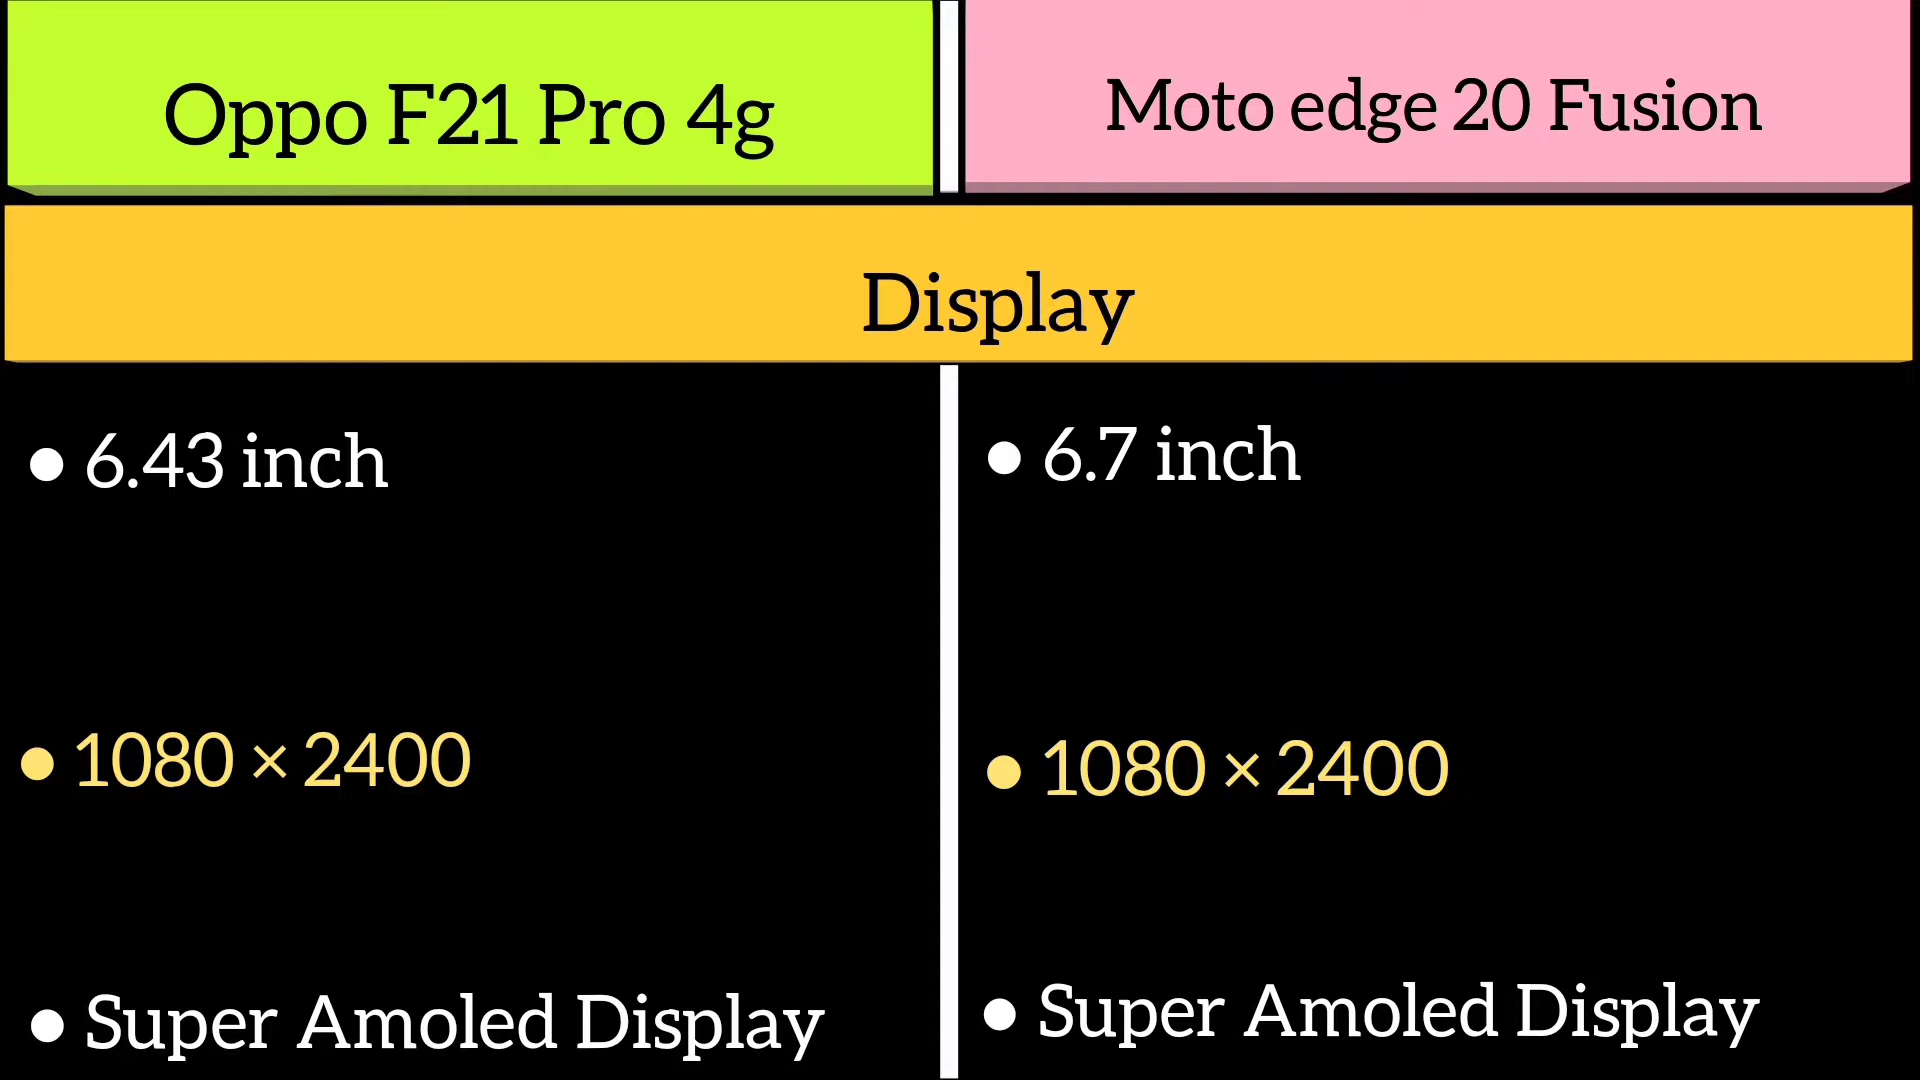 Oppo F21 Pro 4g
Moto edge 20 Fusion
Display
• 6.43 inch
• 6.7 inch
• 1080 × 2400
• 1080 × 2400
• Super Amoled Display
• Super Amoled Display